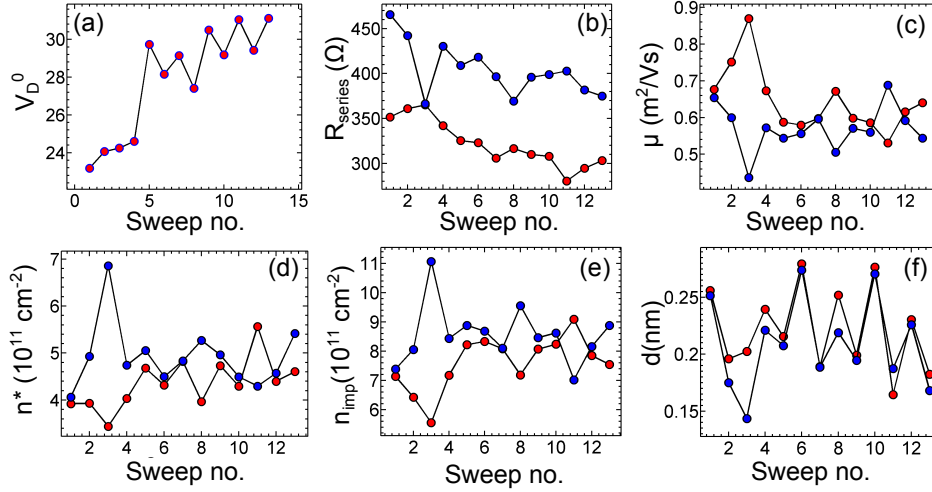 (a)
V_D^0
30
28
26
24
0 5 10 15
Sweep no.
(b)
R_series (Ω)
450
400
350
300
2 4 6 8 10 12
Sweep no.
(c)
μ (m²/Vs)
0.9
0.8
0.7
0.6
0.5
2 4 6 8 10 12
Sweep no.
(d)
n* (10¹¹ cm⁻²)
7
6
5
4
2 4 6 8 10 12
Sweep no.
(e)
n_imp(10¹¹ cm⁻²)
11
10
9
8
7
6
2 4 6 8 10 12
Sweep no.
(f)
d(nm)
0.25
0.2
0.15
2 4 6 8 10 12
Sweep no.